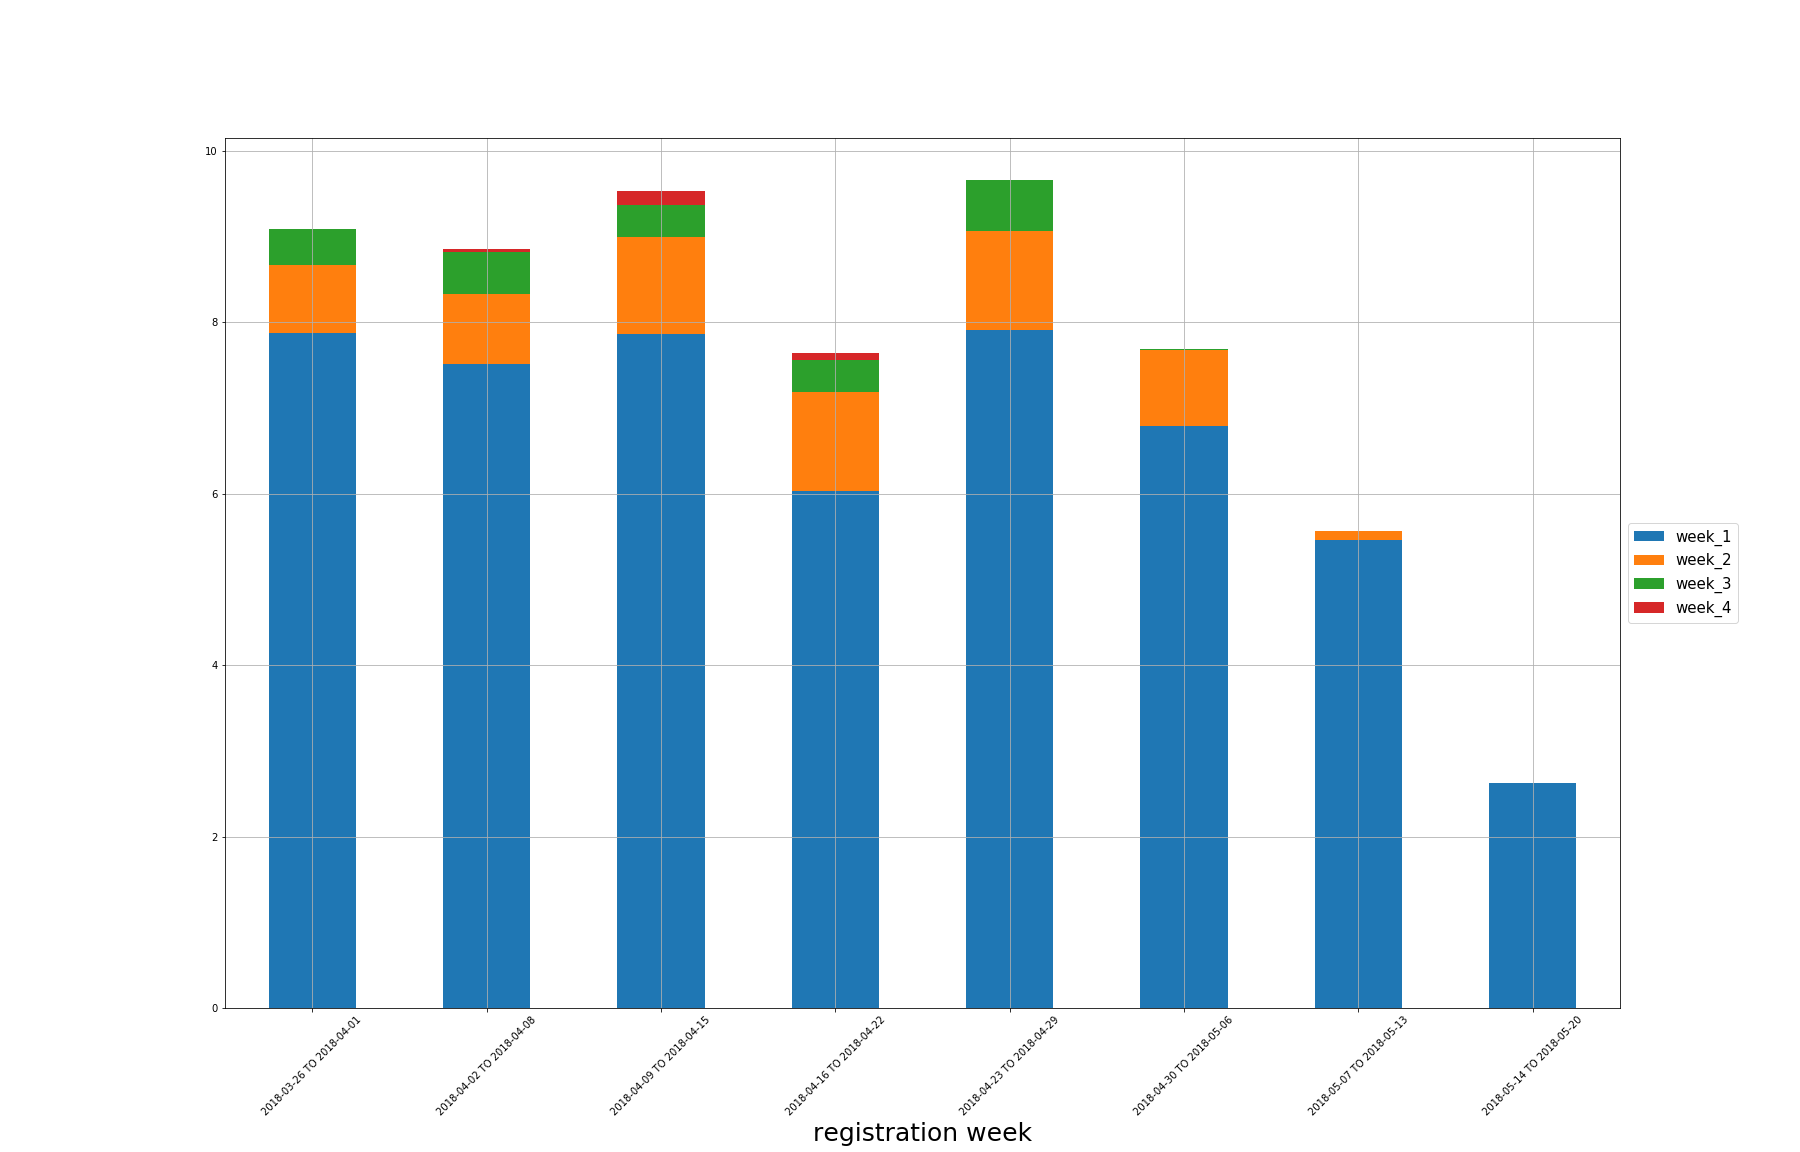 10
8
6
4
2
0
2018-03-26 TO 2018-04-01
2018-04-02 TO 2018-04-08
2018-04-09 TO 2018-04-15
2018-04-16 TO 2018-04-22
2018-04-23 TO 2018-04-29
2018-04-30 TO 2018-05-06
2018-05-07 TO 2018-05-13
2018-05-14 TO 2018-05-20
registration week
week_1
week_2
week_3
week_4